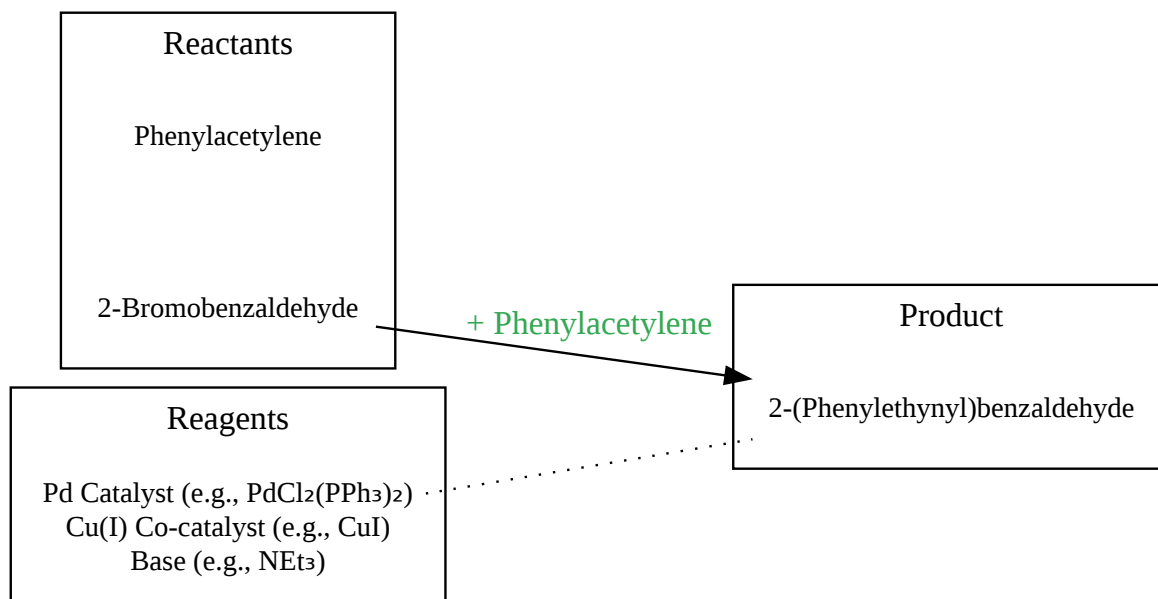 Reactants
Phenylacetylene
2-Bromobenzaldehyde
+ Phenylacetylene
Product
2-(Phenylethynyl)benzaldehyde
Reagents
Pd Catalyst (e.g., PdCl₂(PPh₃)₂)
Cu(I) Co-catalyst (e.g., CuI)
Base (e.g., NEt₃)